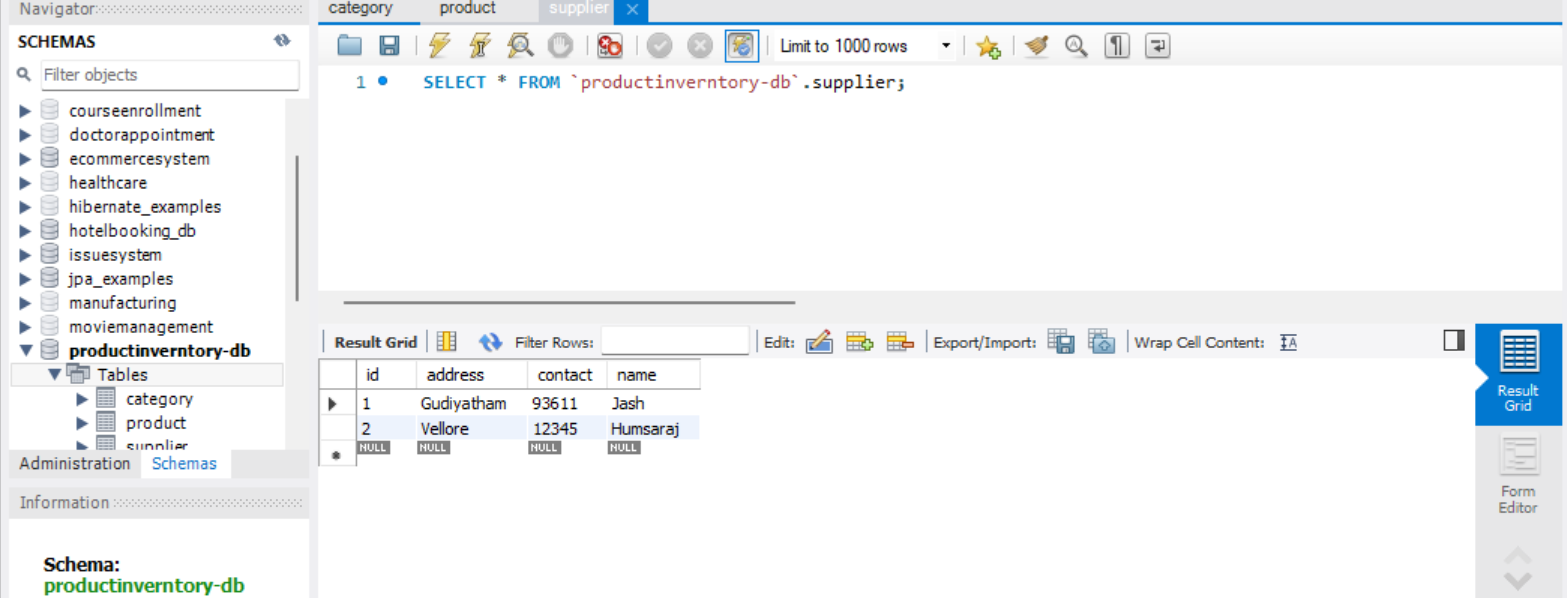 Navigator
SCHEMAS
Filter objects
courseenrollment
doctorappointment
ecommercesystem
healthcare
hibernate_examples
hotelbooking_db
issuesystem
jpa_examples
manufacturing
moviemanagement
productinverntory-db
Tables
category
product
supplier
Administration Schemas
Information
Schema:
productinverntory-db
category product supplier
Limit to 1000 rows
1 SELECT * FROM `productinverntory-db`.supplier;
Result Grid Filter Rows: Edit: Export/Import: Wrap Cell Content:
id address contact name
1 Gudiyatham 93611 Jash
2 Vellore 12345 Humsaraj
NULL NULL NULL NULL
Result
Grid
Form
Editor